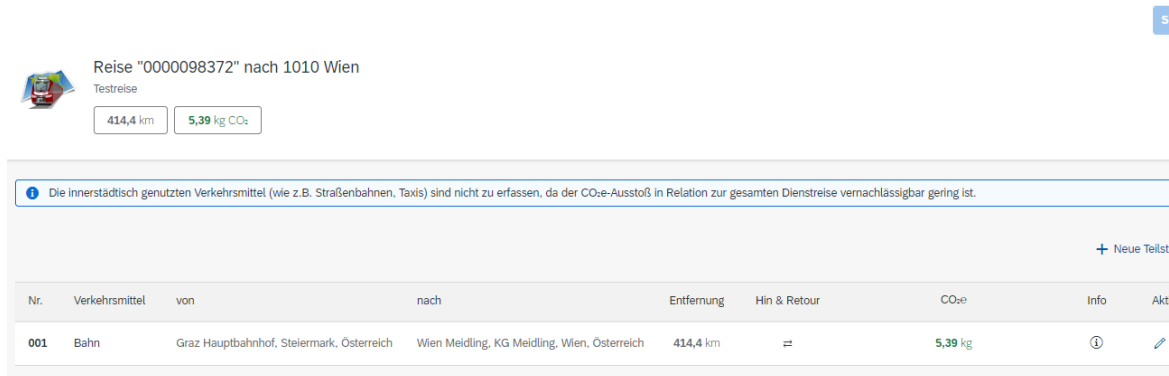 Reise "0000098372" nach 1010 Wien
Testreise
414,4 km 5,39 kg CO₂
Die innerstädtisch genutzten Verkehrsmittel (wie z.B. Straßenbahnen, Taxis) sind nicht zu erfassen, da der CO₂e-Ausstoß in Relation zur gesamten Dienstreise vernachlässigbar gering ist.
+ Neue Teilst
Nr. Verkehrsmittel von nach Entfernung Hin & Retour CO₂e Info Akt
001 Bahn Graz Hauptbahnhof, Steiermark, Österreich Wien Meidling, KG Meidling, Wien, Österreich 414,4 km ⇄ 5,39 kg